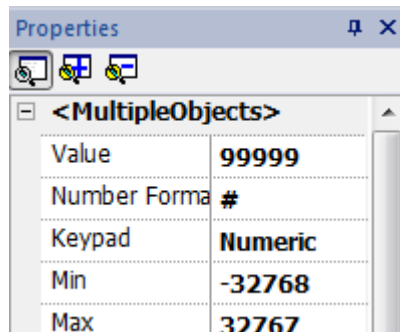 Properties
<MultipleObjects>
Value 99999
Number Forma #
Keypad Numeric
Min -32768
Max 32767